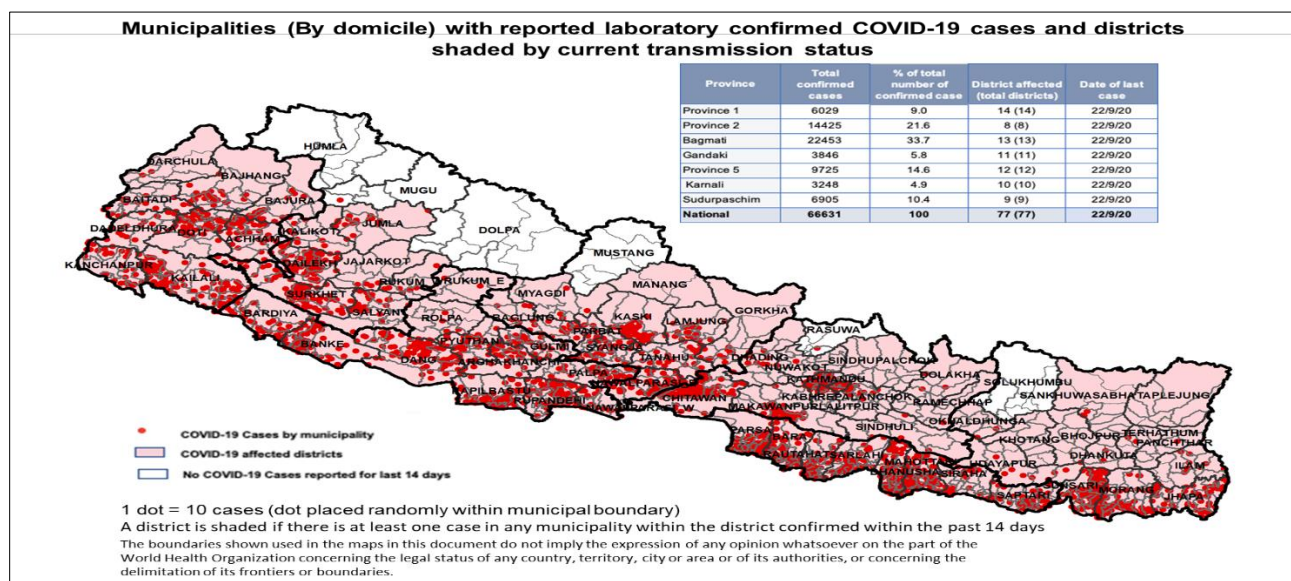 Municipalities (By domicile) with reported laboratory confirmed COVID-19 cases and districts
shaded by current transmission status
Province Total confirmed cases % of total number of confirmed case District affected (total districts) Date of last case
Province 1 6029 9.0 14 (14) 22/9/20
Province 2 14425 21.6 8 (8) 22/9/20
Bagmati 22453 33.7 13 (13) 22/9/20
Gandaki 3846 5.8 11 (11) 22/9/20
Province 5 9725 14.6 12 (12) 22/9/20
Karnali 3248 4.9 10 (10) 22/9/20
Sudurpaschim 6905 10.4 9 (9) 22/9/20
National 66631 100 77 (77) 22/9/20
HUMLA
DARCHULA
BAJHANG
MUGU
BAITADI
BAJURA
JUMLA
DADELDHURA
DOTI
ACHHAM
KALIKOT
DOLPA
MUSTANG
KANCHANPUR
KAILALI
DAILEKH
JAJARKOT
RUKUM_W
RUKUM_E
MYAGDI
MANANG
SURKHET
SALYAN
ROLPA
BAGLUNG
KASKI
LAMJUNG
GORKHA
BARDIYA
BANKE
DANG
PYUTHAN
GULMI
PARBAT
SYANGJA
TANAHU
RASUWA
ARGHAKHANCHI
PALPA
DHADING
NUWAKOT
SINDHUPALCHOK
DOLAKHA
KAPILBASTU
RUPANDEHI
CHITAWAN
KATHMANDU
KABHREPALANCHOK
RAMECHHAP
SOLUKHUMBU
SANKHUWASABHA
TAPLEJUNG
MAKAWANPUR
LALITPUR
SINDHULI
OKHALDHUNGA
KHOTANG
BHOJPUR
TERHATHUM
PANCHTHAR
PARSA
BARA
RAUTAHAT
SARLAHI
MAHOTTARI
DHANUSHA
SIRAHA
UDAYAPUR
DHANKUTA
ILAM
SAPTARI
SUNSARI
MORANG
JHAPA
COVID-19 Cases by municipality
COVID-19 affected districts
No COVID-19 Cases reported for last 14 days
1 dot = 10 cases (dot placed randomly within municipal boundary)
A district is shaded if there is at least one case in any municipality within the district confirmed within the past 14 days
The boundaries shown used in the maps in this document do not imply the expression of any opinion whatsoever on the part of the
World Health Organization concerning the legal status of any country, territory, city or area or of its authorities, or concerning the
delimitation of its frontiers or boundaries.